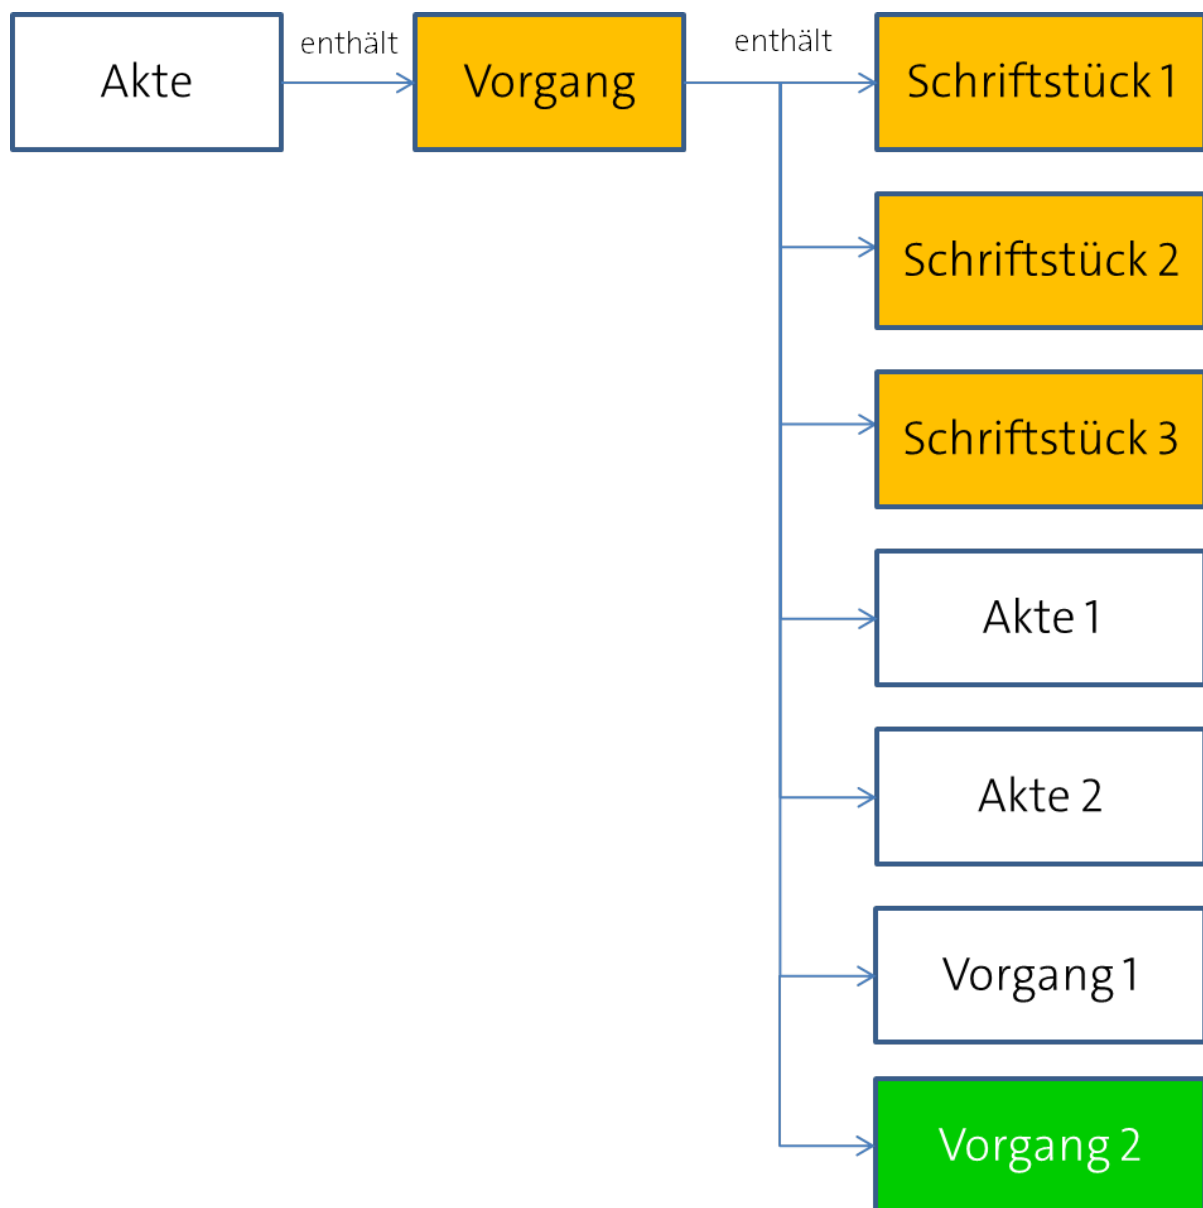 Akte
enthält
Vorgang
enthält
Schriftstück 1
Schriftstück 2
Schriftstück 3
Akte 1
Akte 2
Vorgang 1
Vorgang 2